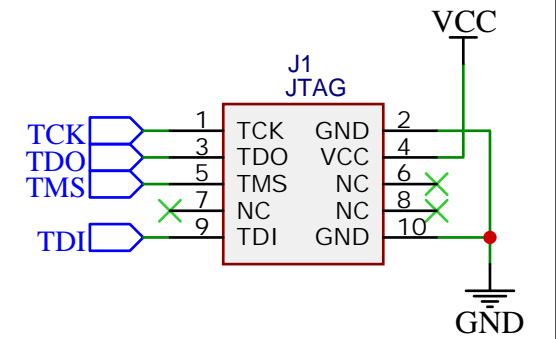 VCC
J1
JTAG
TCK 1 TCK GND 2
TDO 3 TDO VCC 4
TMS 5 TMS NC 6
7 NC NC 8
TDI 9 TDI GND 10
GND